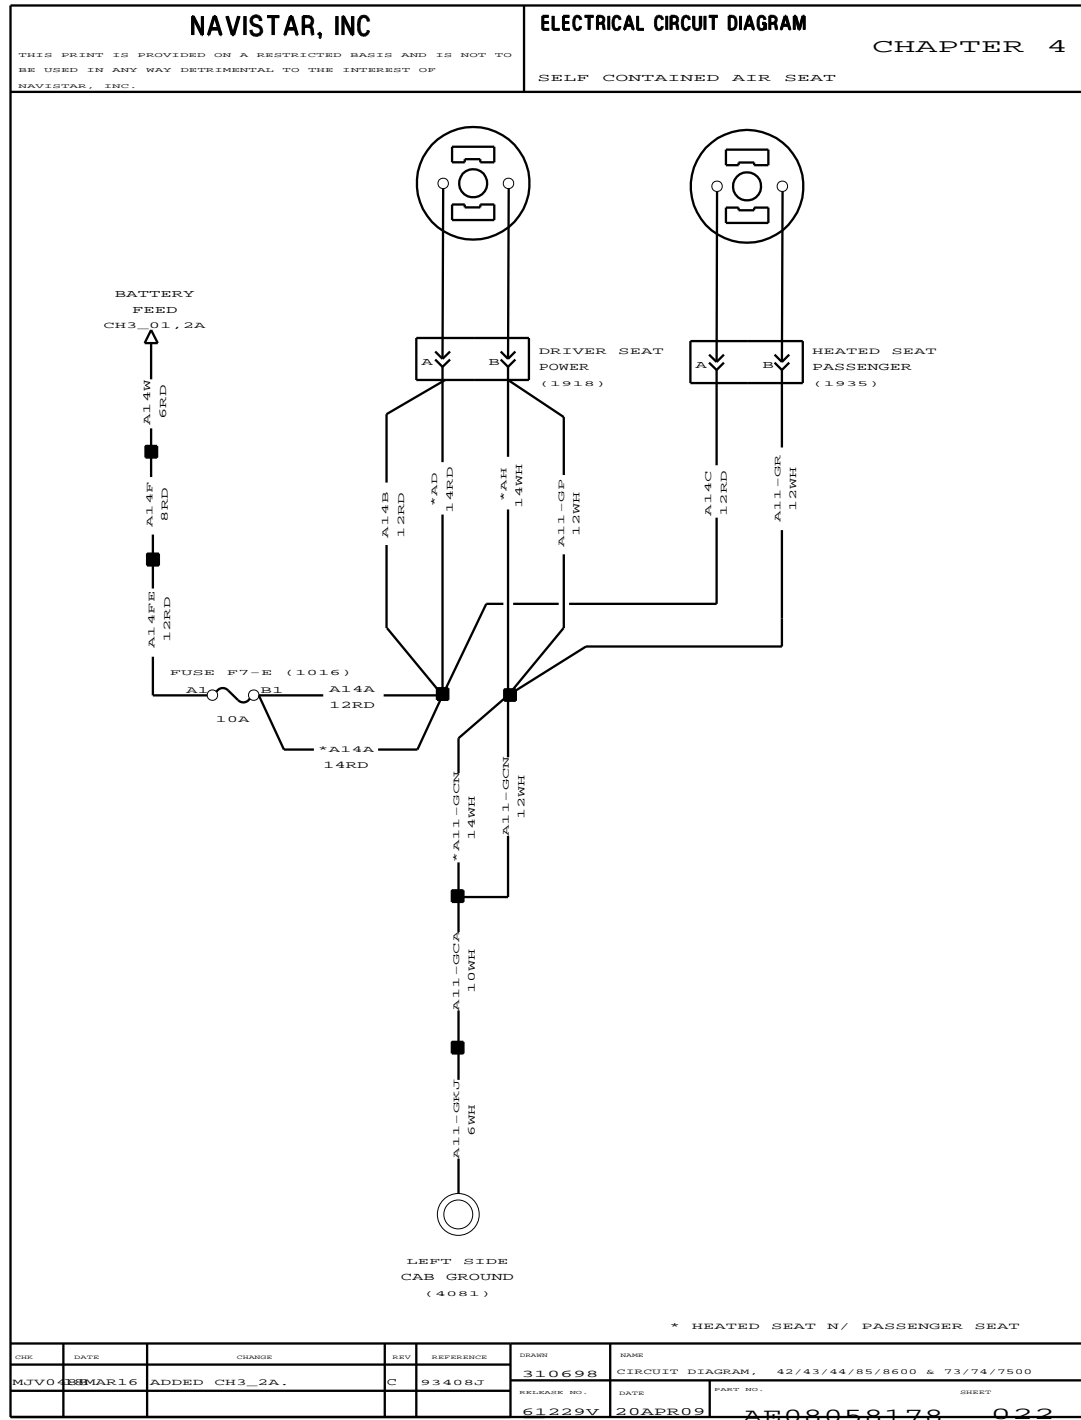 NAVISTAR, INC
THIS PRINT IS PROVIDED ON A RESTRICTED BASIS AND IS NOT TO
BE USED IN ANY WAY DETRIMENTAL TO THE INTEREST OF
NAVISTAR, INC.
ELECTRICAL CIRCUIT DIAGRAM
CHAPTER 4
SELF CONTAINED AIR SEAT
BATTERY
FEED
CH3_01,2A
A B
DRIVER SEAT
POWER
(1918)
A B
HEATED SEAT
PASSENGER
(1935)
A14W
6RD
A14F
8RD
A14FE
12RD
A14B
12RD
*AD
14RD
*AH
14WH
A11-GP
12WH
A14C
12RD
A11-GR
12WH
FUSE F7-E (1016)
A1 B1
10A
A14A
12RD
*A14A
14RD
*A11-GCN
14WH
A11-GCN
12WH
A11-GCA
10WH
A11-GKJ
6WH
LEFT SIDE
CAB GROUND
(4081)
* HEATED SEAT N/ PASSENGER SEAT
CHK DATE CHANGE REV REFERENCE
MAR16 ADDED CH3_2A. C 93408J
DRAWN
310698
NAME
CIRCUIT DIAGRAM, 42/43/44/85/8600 & 73/74/7500
RELEASE NO.
61229V
DATE
20APR09
PART NO.
AE08058178
SHEET
022